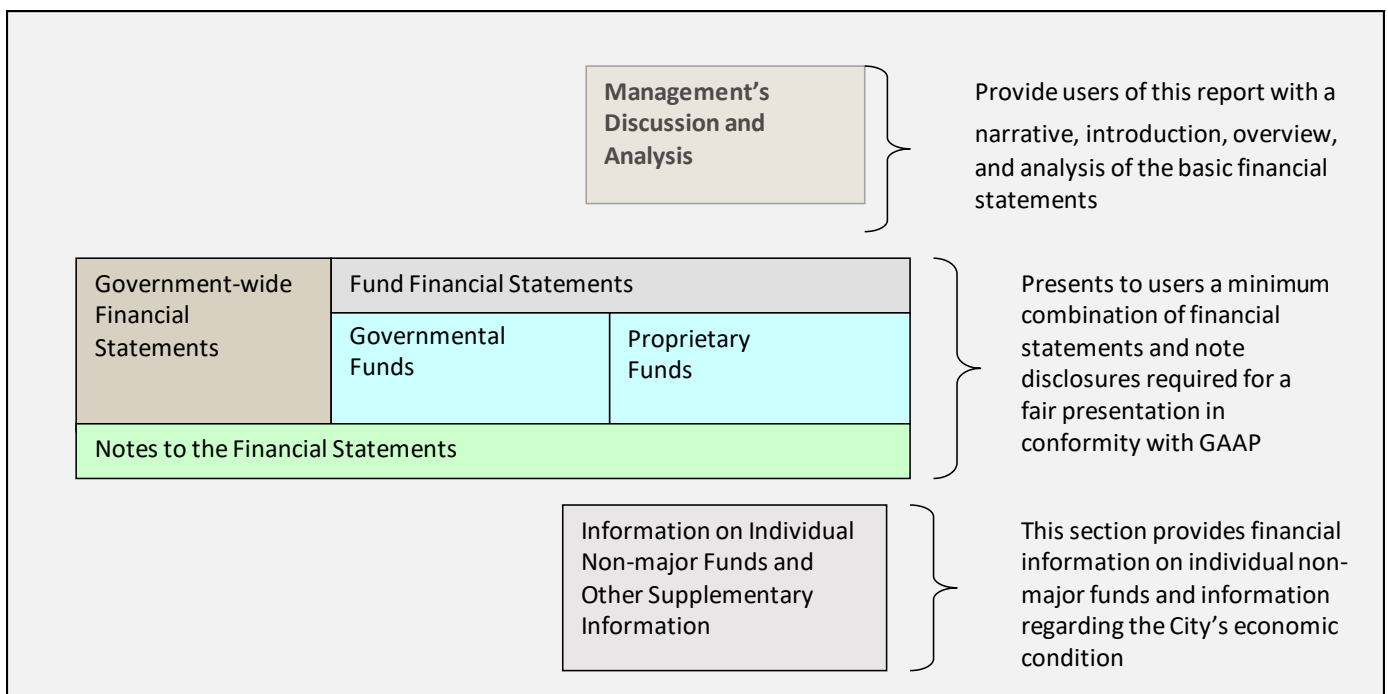 Management’s
Discussion and
Analysis
Provide users of this report with a
narrative, introduction, overview,
and analysis of the basic financial
statements
Government-wide
Financial
Statements
Fund Financial Statements
Governmental
Funds
Proprietary
Funds
Notes to the Financial Statements
Presents to users a minimum
combination of financial
statements and note
disclosures required for a
fair presentation in
conformity with GAAP
Information on Individual
Non-major Funds and
Other Supplementary
Information
This section provides financial
information on individual non-
major funds and information
regarding the City’s economic
condition